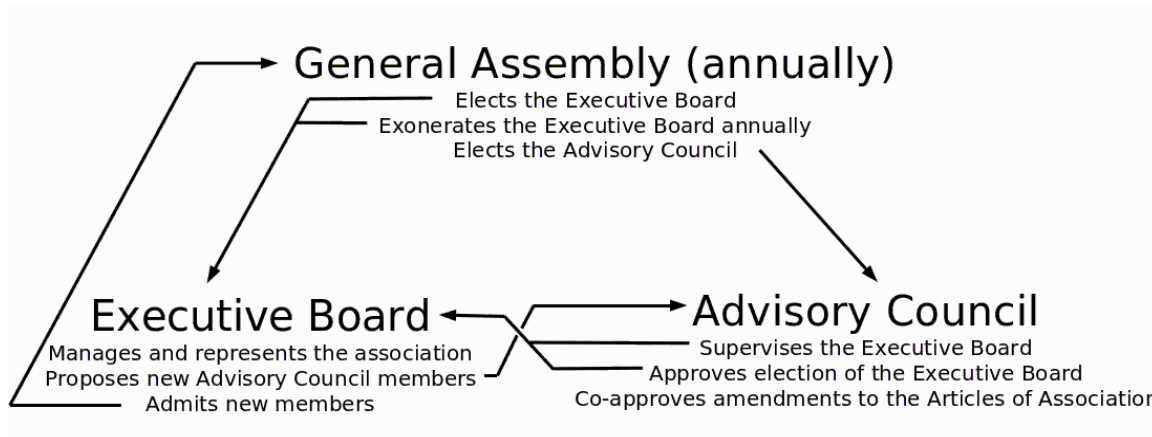 General Assembly (annually)
Elects the Executive Board
Exonerates the Executive Board annually
Elects the Advisory Council
Executive Board
Manages and represents the association
Proposes new Advisory Council members
Admits new members
Advisory Council
Supervises the Executive Board
Approves election of the Executive Board
Co-approves amendments to the Articles of Association